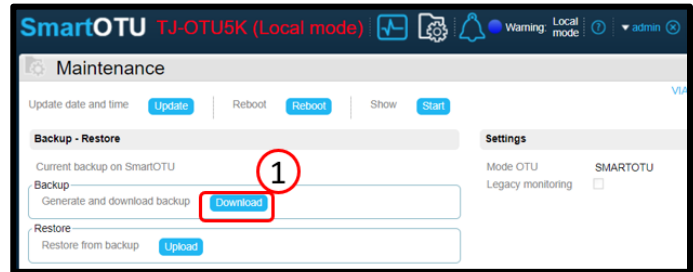 SmartOTU TJ-OTU5K (Local mode) Warning: Local mode ? admin
Maintenance
VIA
Update date and time Update Reboot Reboot Show Start
Backup - Restore Settings
Current backup on SmartOTU Mode OTU SMARTOTU
1
Backup Legacy monitoring
Generate and download backup Download
Restore
Restore from backup Upload